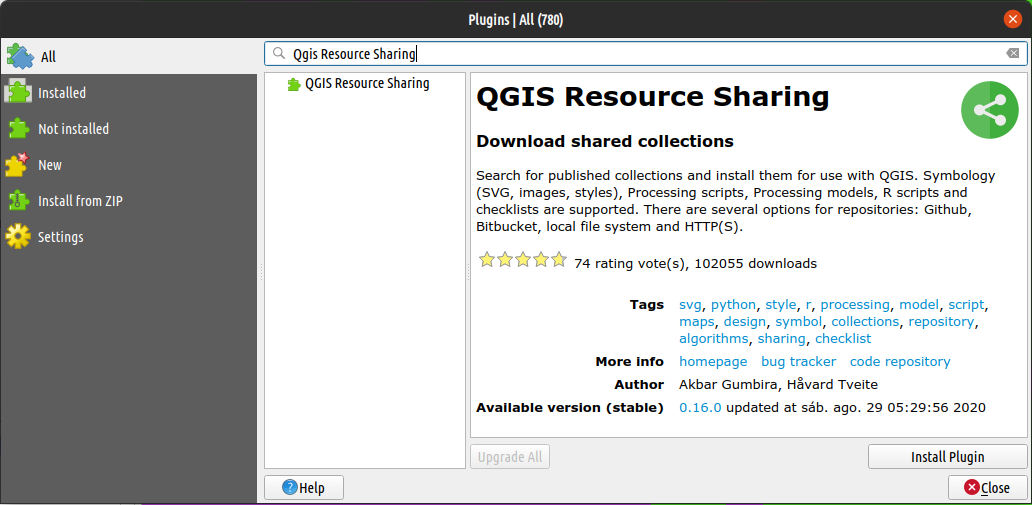 Plugins | All (780)
All
Installed
Not installed
New
Install from ZIP
Settings
Qgis Resource Sharing
QGIS Resource Sharing
QGIS Resource Sharing
Download shared collections
Search for published collections and install them for use with QGIS. Symbology
(SVG, images, styles), Processing scripts, Processing models, R scripts and
checklists are supported. There are several options for repositories: Github,
Bitbucket, local file system and HTTP(S).
74 rating vote(s), 102055 downloads
Tags svg, python, style, r, processing, model, script,
maps, design, symbol, collections, repository,
algorithms, sharing, checklist
More info homepage bug tracker code repository
Author Akbar Gumbira, Håvard Tveite
Available version (stable) 0.16.0 updated at sáb. ago. 29 05:29:56 2020
Upgrade All Install Plugin
Help Close